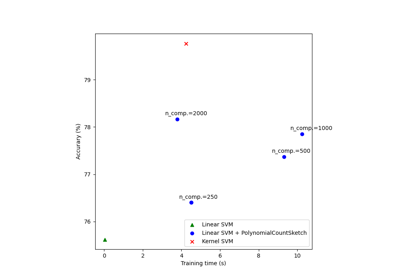 79
78
77
76
Accurary (%)
n_comp.=2000
n_comp.=1000
n_comp.=500
n_comp.=250
Linear SVM
Linear SVM + PolynomialCountSketch
Kernel SVM
0 2 4 6 8 10
Training time (s)